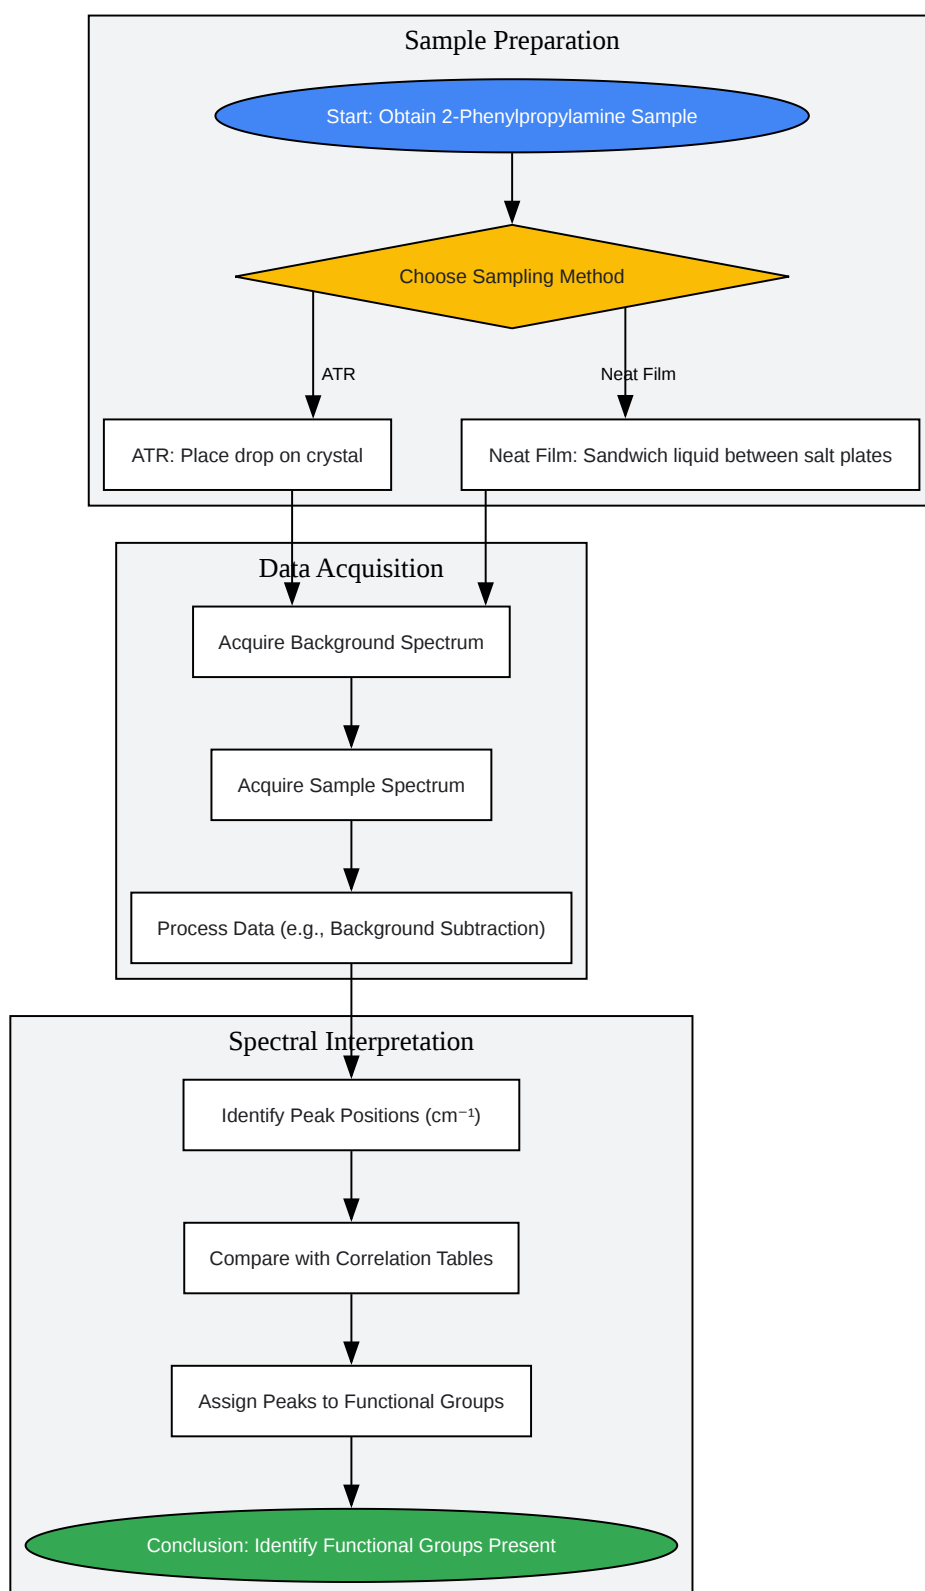 Sample Preparation
Start: Obtain 2-Phenylpropylamine Sample
Choose Sampling Method
ATR
Neat Film
ATR: Place drop on crystal
Neat Film: Sandwich liquid between salt plates
Data Acquisition
Acquire Background Spectrum
Acquire Sample Spectrum
Process Data (e.g., Background Subtraction)
Spectral Interpretation
Identify Peak Positions (cm⁻¹)
Compare with Correlation Tables
Assign Peaks to Functional Groups
Conclusion: Identify Functional Groups Present